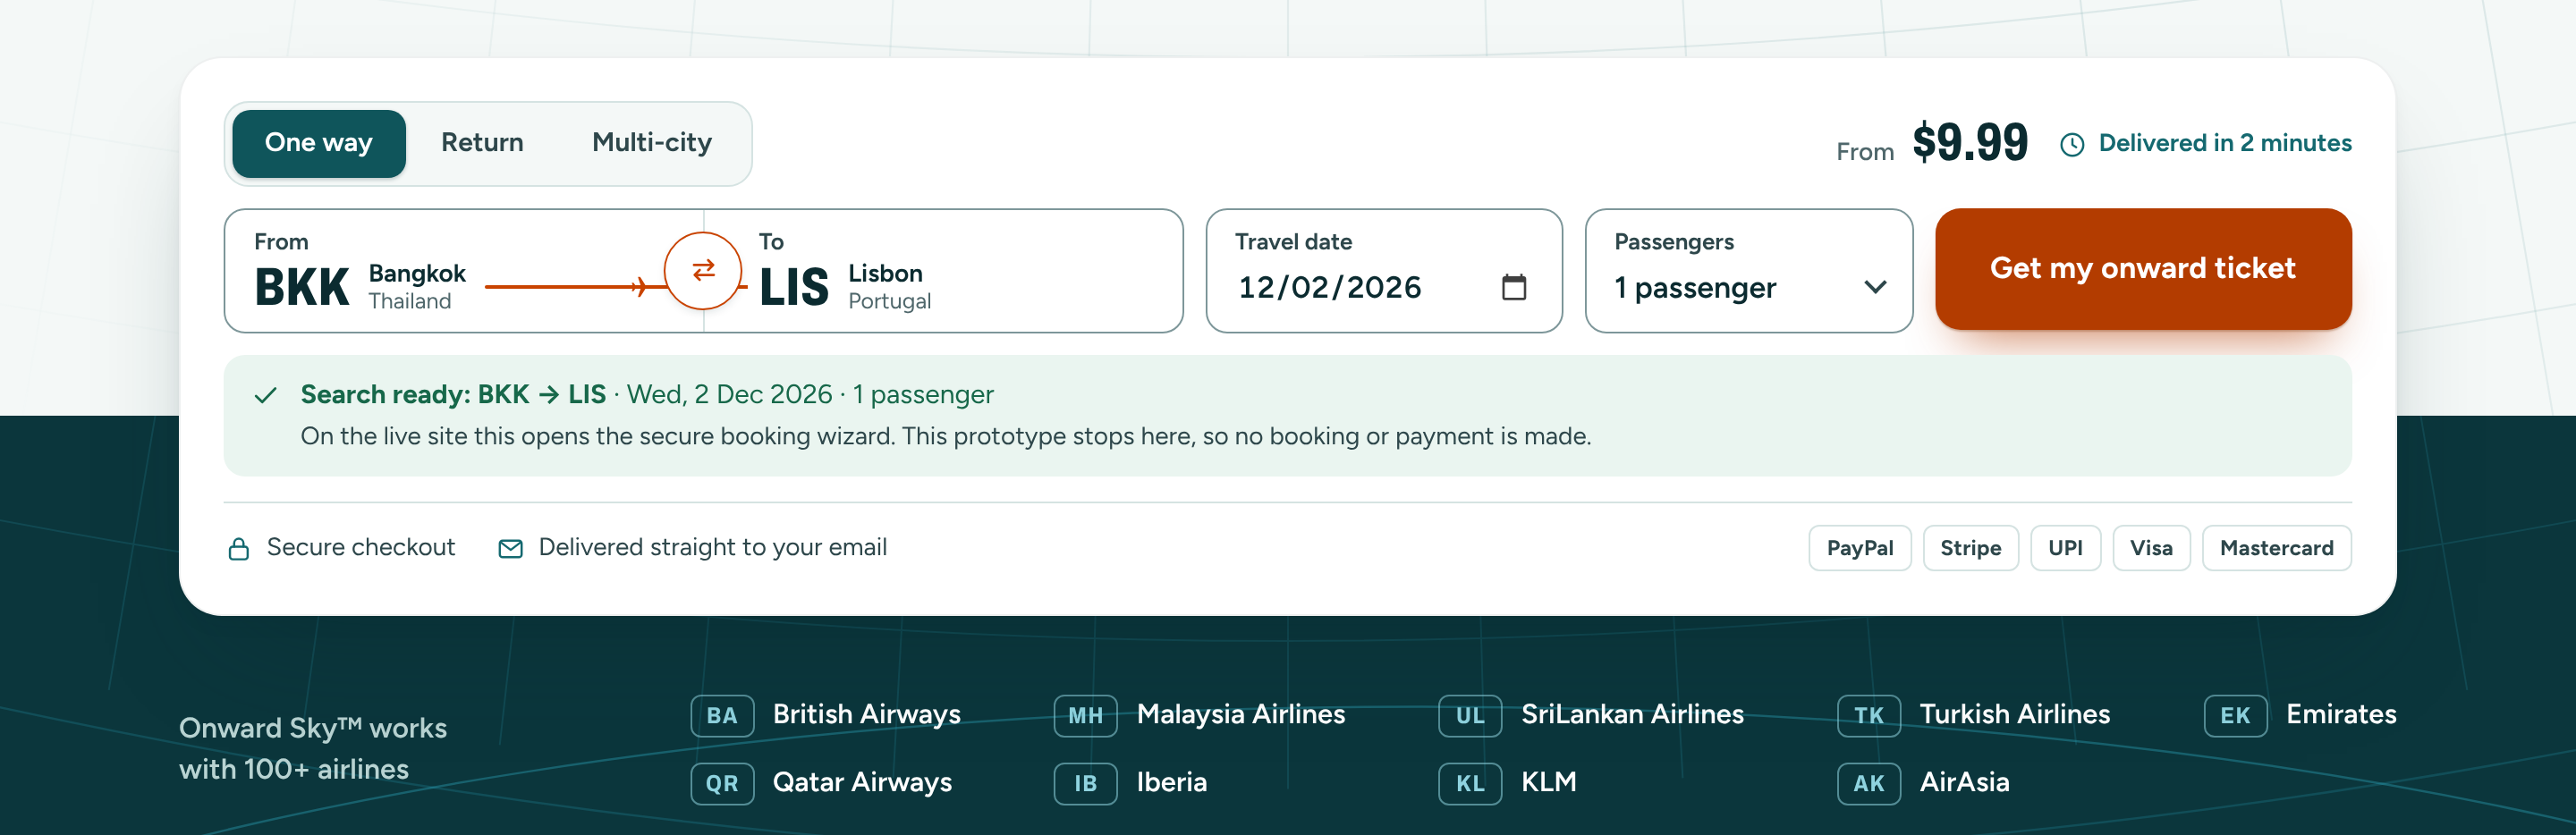 One way Return Multi-city From $9.99 Delivered in 2 minutes
From To Travel date Passengers
BKK Bangkok LIS Lisbon 12/02/2026 1 passenger Get my onward ticket
Thailand Portugal
Search ready: BKK → LIS · Wed, 2 Dec 2026 · 1 passenger
On the live site this opens the secure booking wizard. This prototype stops here, so no booking or payment is made.
Secure checkout Delivered straight to your email PayPal Stripe UPI Visa Mastercard
Onward Sky™ works
with 100+ airlines
BA British Airways MH Malaysia Airlines UL SriLankan Airlines TK Turkish Airlines EK Emirates
QR Qatar Airways IB Iberia KL KLM AK AirAsia